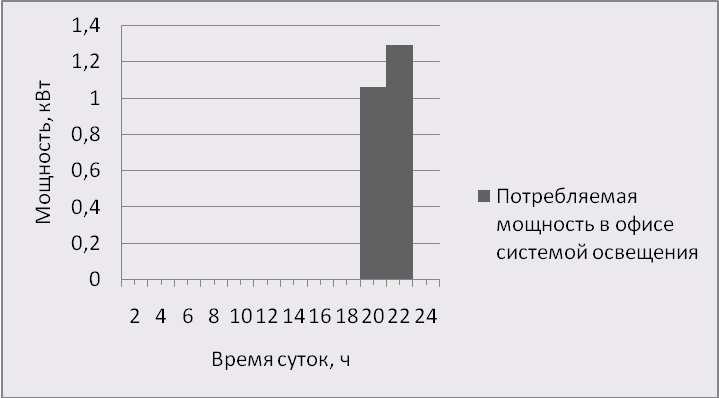 1,4
1,2
1
0,8
0,6
0,4
0,2
0
Мощность, кВт
2 4 6 8 10 12 14 16 18 20 22 24
Время суток, ч
Потребляемая
мощность в офисе
системой освещения